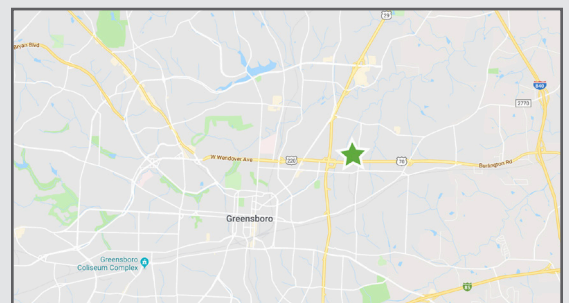 29
Bryan Blvd
840
2770
W Wendover Ave
220
70
Burlington Rd
Greensboro
Greensboro
Coliseum Complex